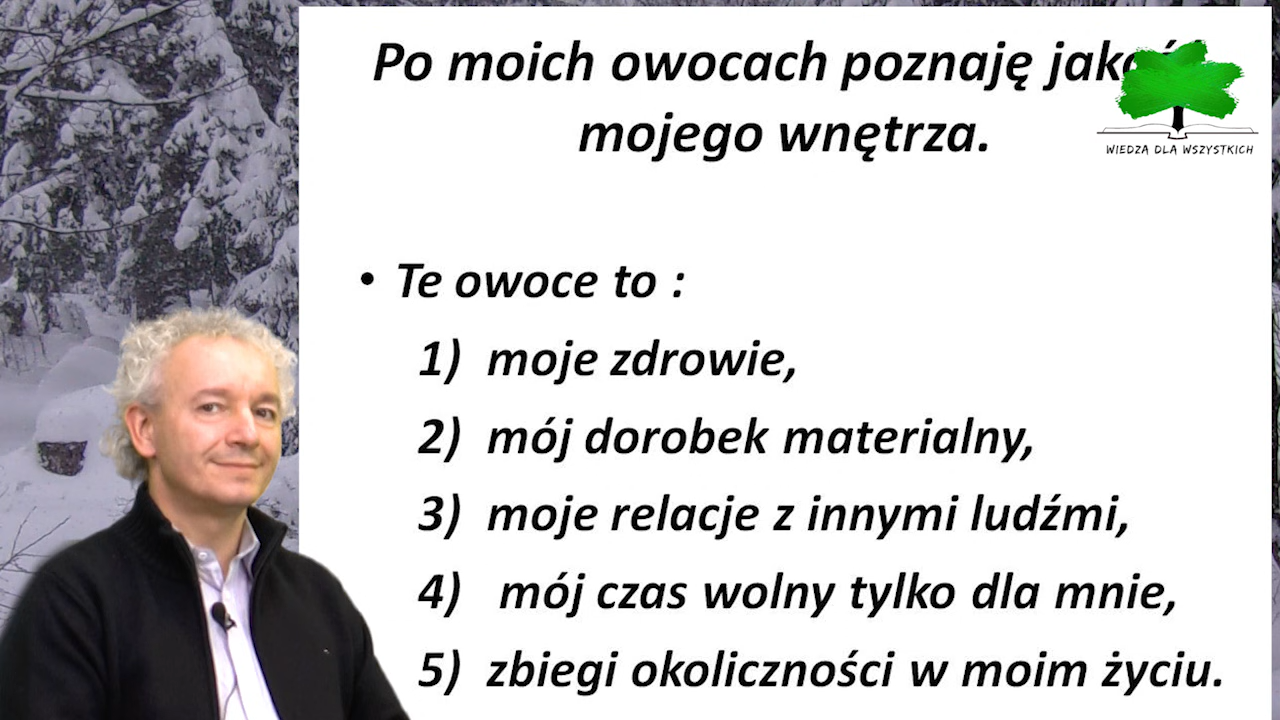 Po moich owocach poznaję
mojego wnętrza.
WIEDZA DLA WSZYSTKICH
• Te owoce to :
1) moje zdrowie,
2) mój dorobek materialny,
3) moje relacje z innymi ludźmi,
4) mój czas wolny tylko dla mnie,
5) zbiegi okoliczności w moim życiu.